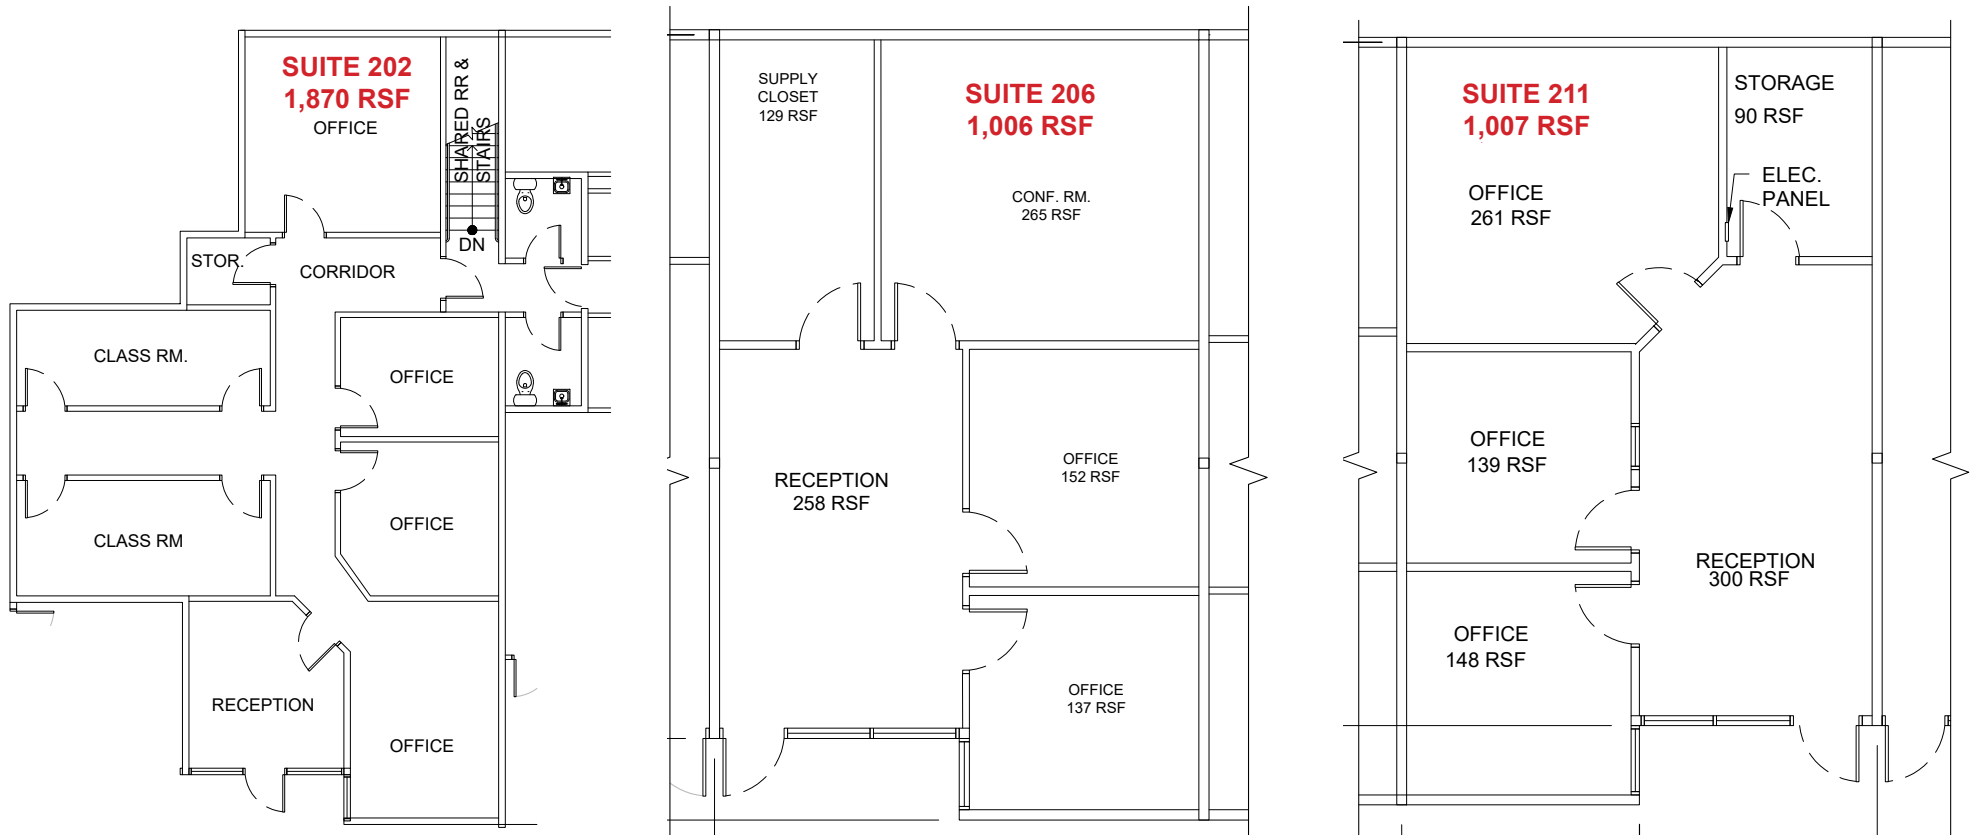 SUITE 202
1,870 RSF
OFFICE
SHARED RR &
STAIRS
DN
STOR.
CORRIDOR
CLASS RM.
OFFICE
OFFICE
CLASS RM
RECEPTION
OFFICE
SUPPLY
CLOSET
129 RSF
SUITE 206
1,006 RSF
CONF. RM.
265 RSF
RECEPTION
258 RSF
OFFICE
152 RSF
OFFICE
137 RSF
SUITE 211
1,007 RSF
STORAGE
90 RSF
ELEC.
PANEL
OFFICE
261 RSF
OFFICE
139 RSF
RECEPTION
300 RSF
OFFICE
148 RSF